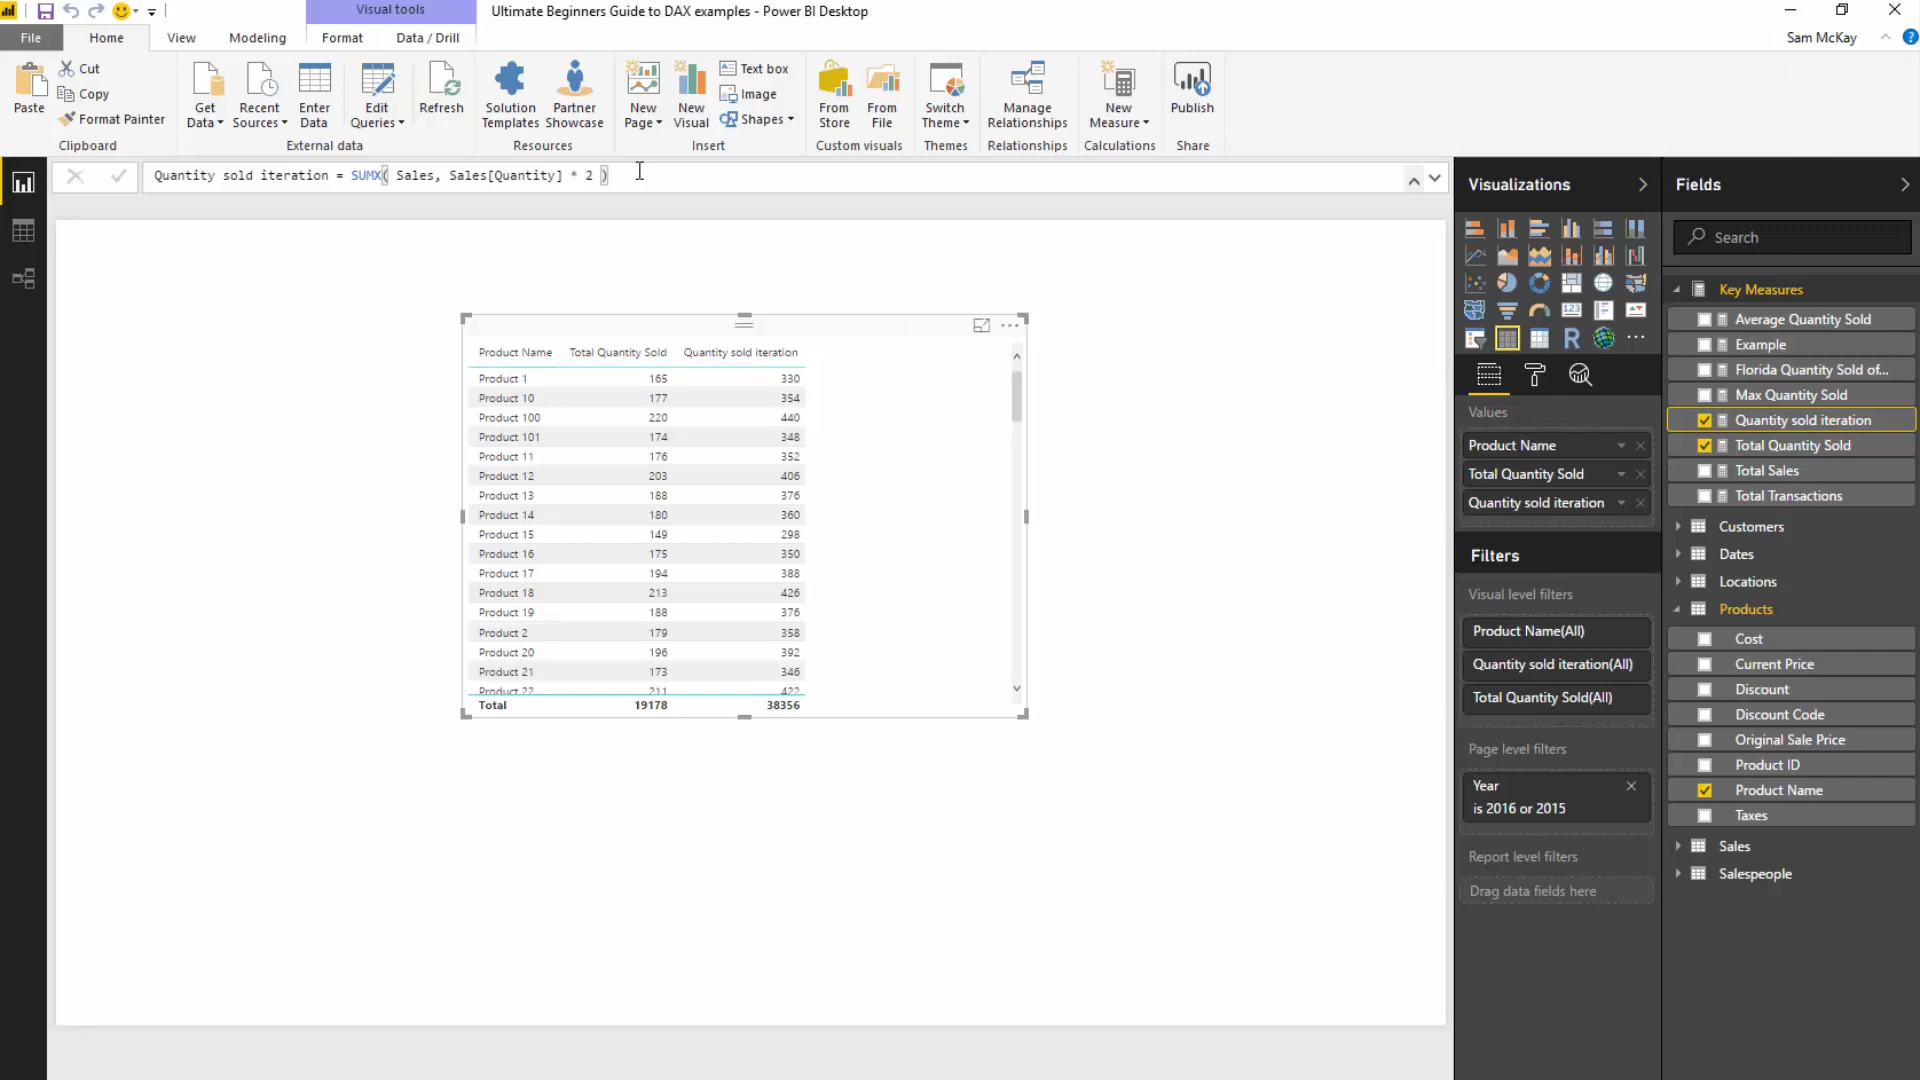 Visual tools
Ultimate Beginners Guide to DAX examples - Power BI Desktop
File
Home
View
Modeling
Format
Data / Drill
Sam McKay
Paste
Cut
Copy
Format Painter
Clipboard
Get Data
Recent Sources
Enter Data
Edit Queries
Refresh
External data
Solution Templates
Partner Showcase
Resources
New Page
New Visual
Text box
Image
Shapes
Insert
From Store
From File
Custom visuals
Switch Theme
Themes
Manage Relationships
Relationships
New Measure
Calculations
Publish
Share
Quantity sold iteration = SUMX( Sales, Sales[Quantity] * 2 )
Product Name Total Quantity Sold Quantity sold iteration
Product 1 165 330
Product 10 177 354
Product 100 220 440
Product 101 174 348
Product 11 176 352
Product 12 203 406
Product 13 188 376
Product 14 180 360
Product 15 149 298
Product 16 175 350
Product 17 194 388
Product 18 213 426
Product 19 188 376
Product 2 179 358
Product 20 196 392
Product 21 173 346
Product 22 211 422
Total 19178 38356
Visualizations
123
R
Values
Product Name
Total Quantity Sold
Quantity sold iteration
Filters
Visual level filters
Product Name(All)
Quantity sold iteration(All)
Total Quantity Sold(All)
Page level filters
Year
is 2016 or 2015
Report level filters
Drag data fields here
Fields
Search
Key Measures
Average Quantity Sold
Example
Florida Quantity Sold of...
Max Quantity Sold
Quantity sold iteration
Total Quantity Sold
Total Sales
Total Transactions
Customers
Dates
Locations
Products
Cost
Current Price
Discount
Discount Code
Original Sale Price
Product ID
Product Name
Taxes
Sales
Salespeople